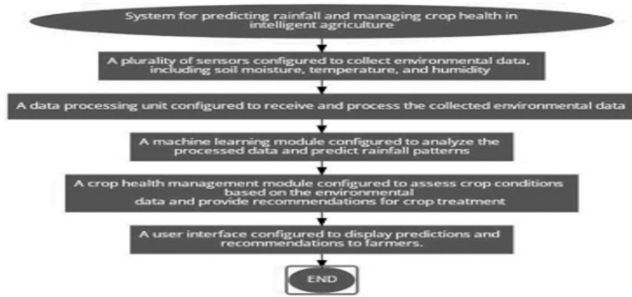 System for predicting rainfall and managing crop health in
intelligent agriculture
A plurality of sensors configured to collect environmental data,
including soil moisture, temperature, and humidity
A data processing unit configured to receive and process the collected environmental data
A machine learning module configured to analyze the
processed data and predict rainfall patterns
A crop health management module configured to assess crop conditions
based on the environmental
data and provide recommendations for crop treatment
A user interface configured to display predictions and
recommendations to farmers.
END